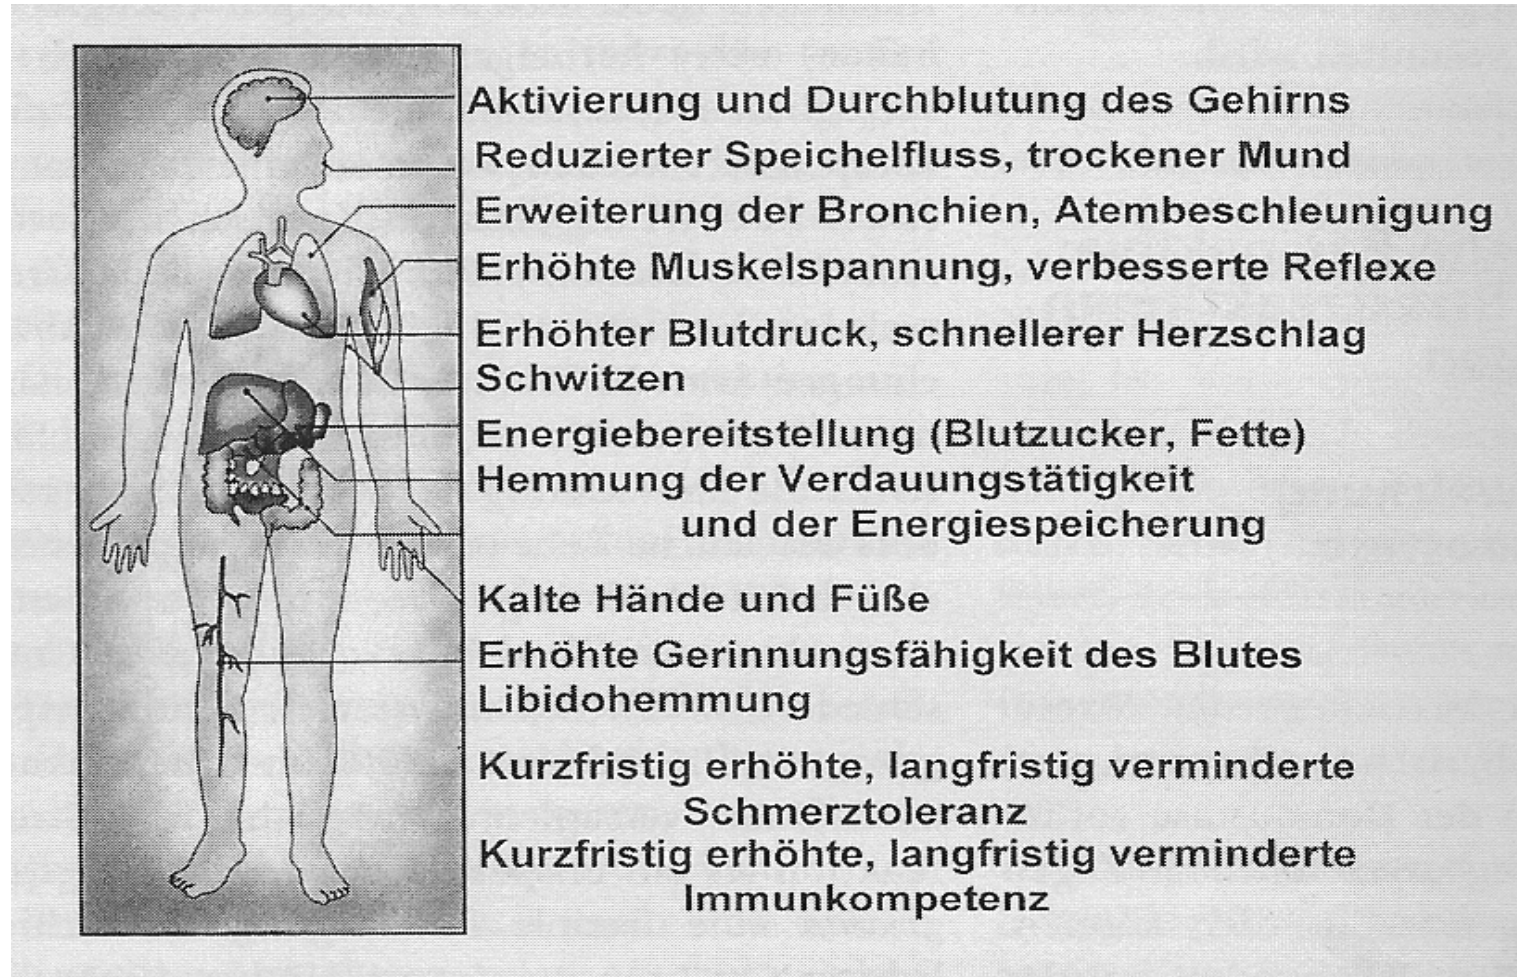 Aktivierung und Durchblutung des Gehirns
Reduzierter Speichelfluss, trockener Mund
Erweiterung der Bronchien, Atembeschleunigung
Erhöhte Muskelspannung, verbesserte Reflexe
Erhöhter Blutdruck, schnellerer Herzschlag
Schwitzen
Energiebereitstellung (Blutzucker, Fette)
Hemmung der Verdauungstätigkeit
und der Energiespeicherung
Kalte Hände und Füße
Erhöhte Gerinnungsfähigkeit des Blutes
Libidohemmung
Kurzfristig erhöhte, langfristig verminderte
Schmerztoleranz
Kurzfristig erhöhte, langfristig verminderte
Immunkompetenz